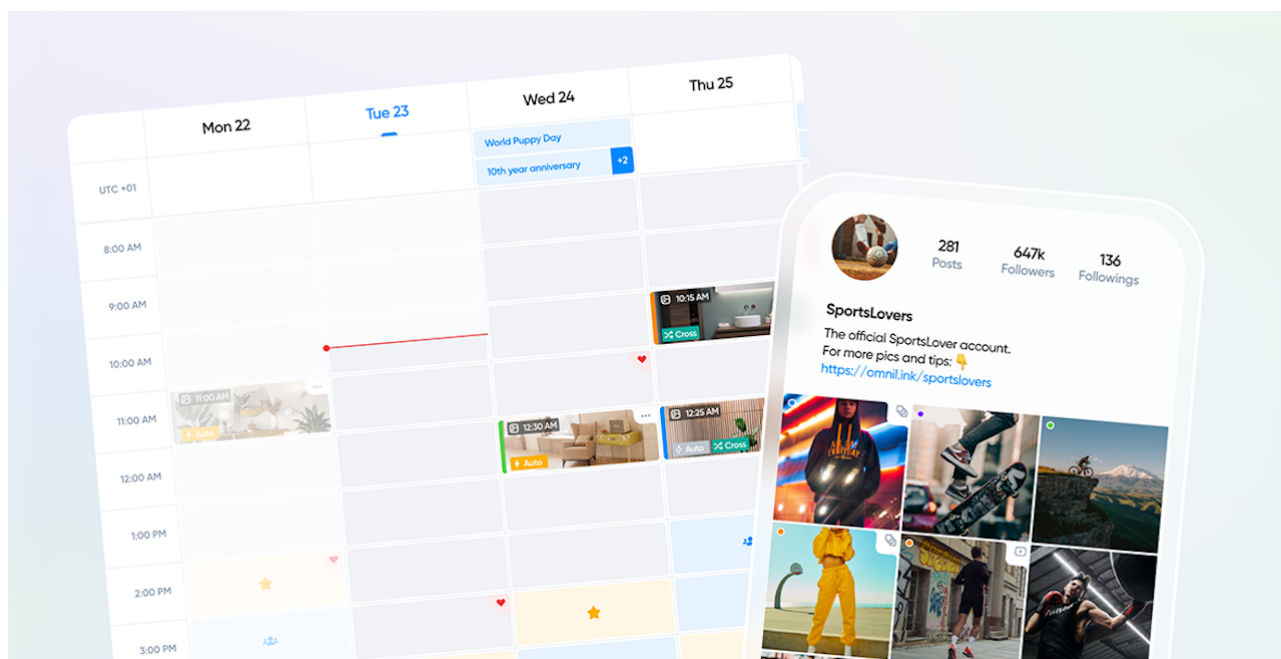 Mon 22
Tue 23
Wed 24
Thu 25
UTC +01
World Puppy Day
10th year anniversary
+2
8:00 AM
9:00 AM
10:00 AM
11:00 AM
12:00 AM
1:00 PM
2:00 PM
3:00 PM
11:00 AM
Auto
12:30 AM
Auto
10:15 AM
Cross
12:25 AM
Auto
Cross
281
Posts
647k
Followers
136
Followings
SportsLovers
The official SportsLover account.
For more pics and tips: 👇
https://omnil.ink/sportslovers